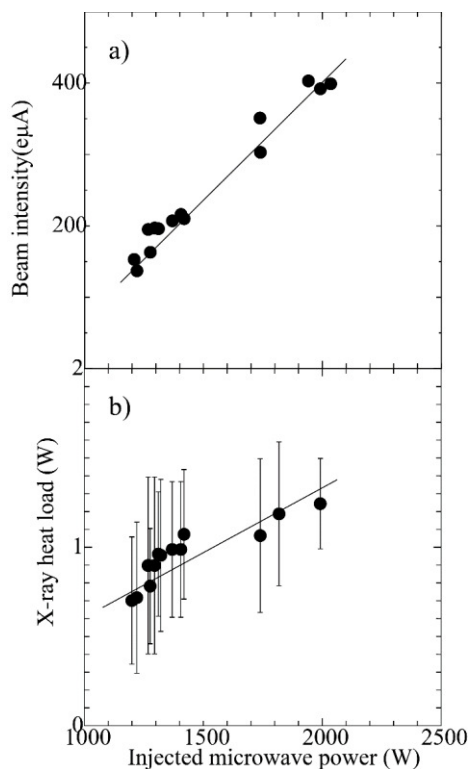 a)
400
200
2
Beam intensity(eμA)
b)
1
0
X-ray heat load (W)
1000 1500 2000 2500
Injected microwave power (W)